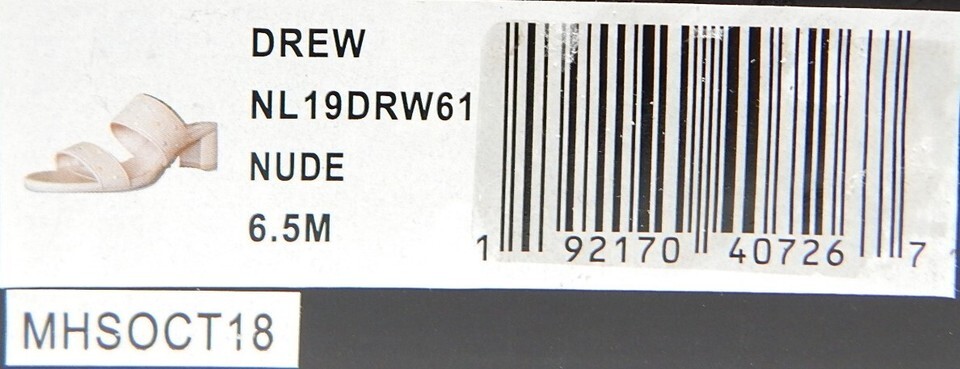 DREW
NL19DRW61
NUDE
6.5M
1 92170 40726 7
MHSOCT18